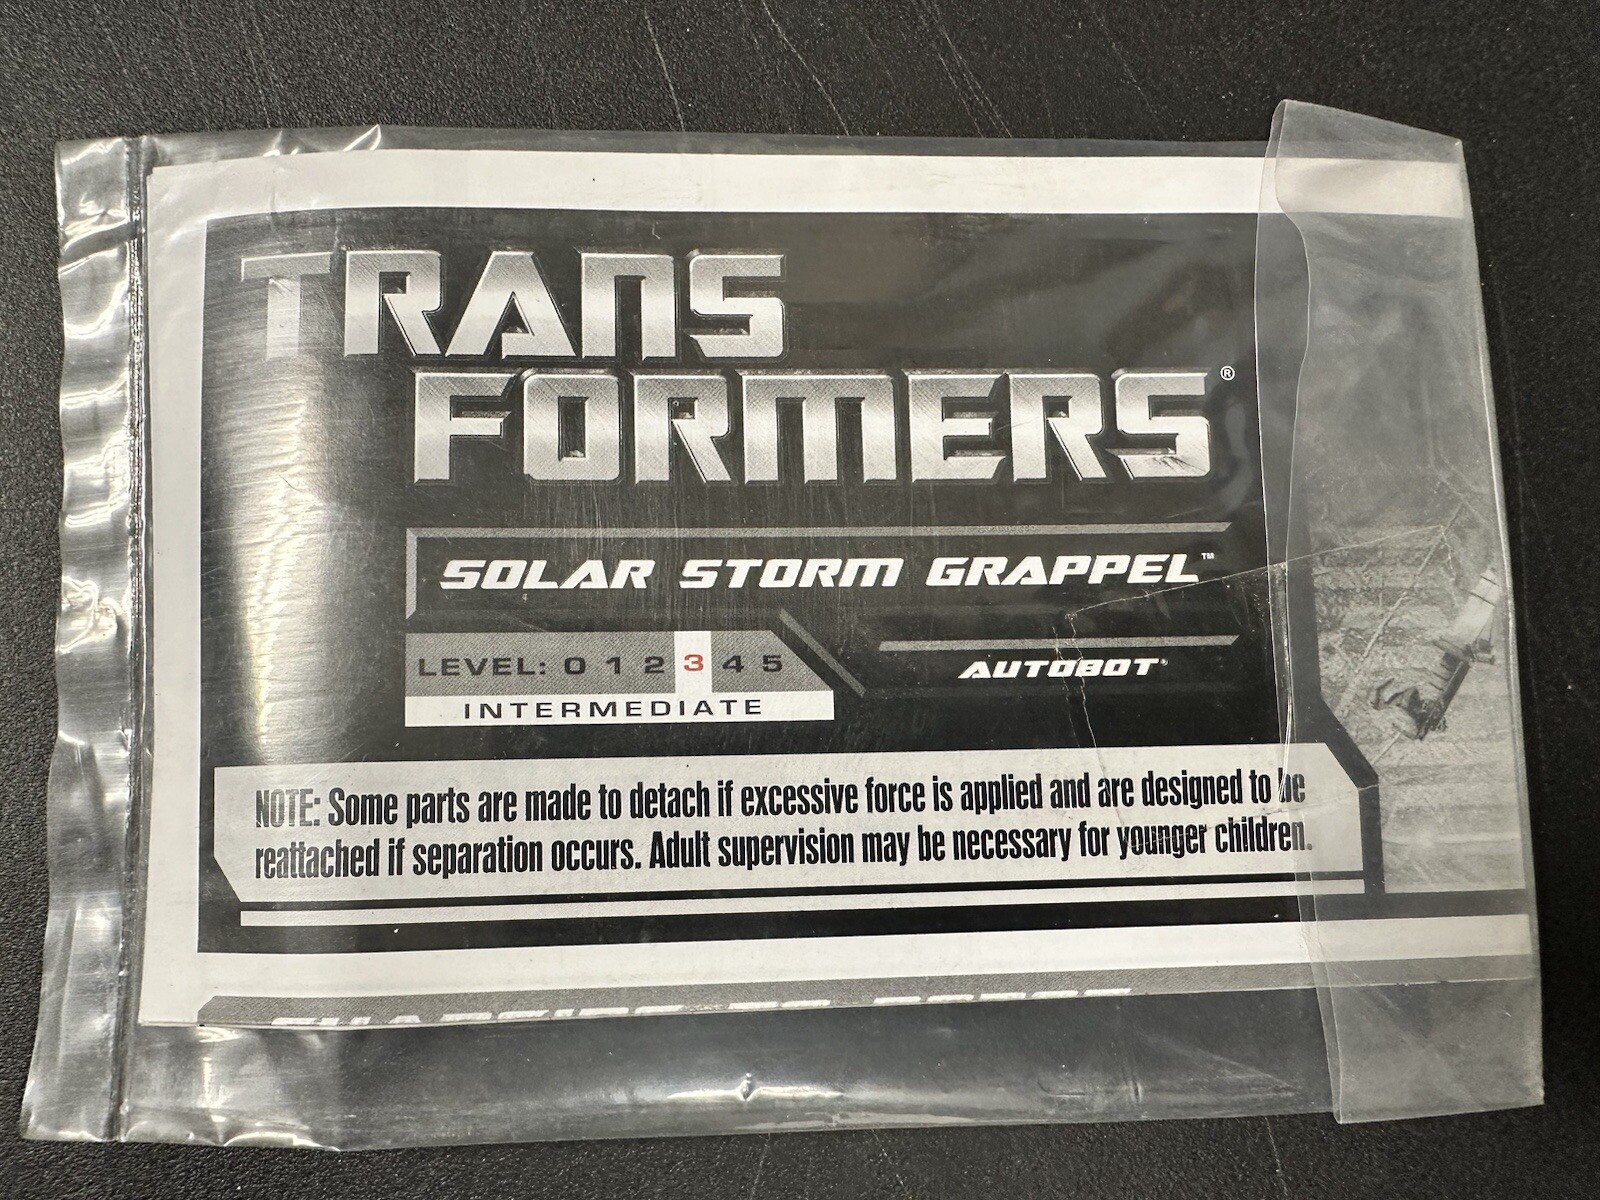 TRANS
FORMERS®
SOLAR STORM GRAPPEL™
LEVEL: 0 1 2 3 4 5
INTERMEDIATE
AUTOBOT®
NOTE: Some parts are made to detach if excessive force is applied and are designed to be
reattached if separation occurs. Adult supervision may be necessary for younger children.